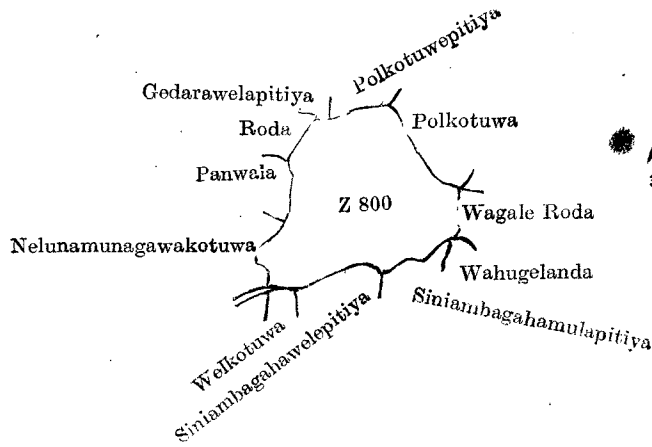 Polkotuwepitiya
Gedarawelapitiya
Roda
Polkotuwa
Panwala
Z 800
Wagale Roda
Nelunamunagawakotuwa
Wahugelanda
Siniambagahamulapitiya
Welkotuwa
Siniambagahawelepitiya